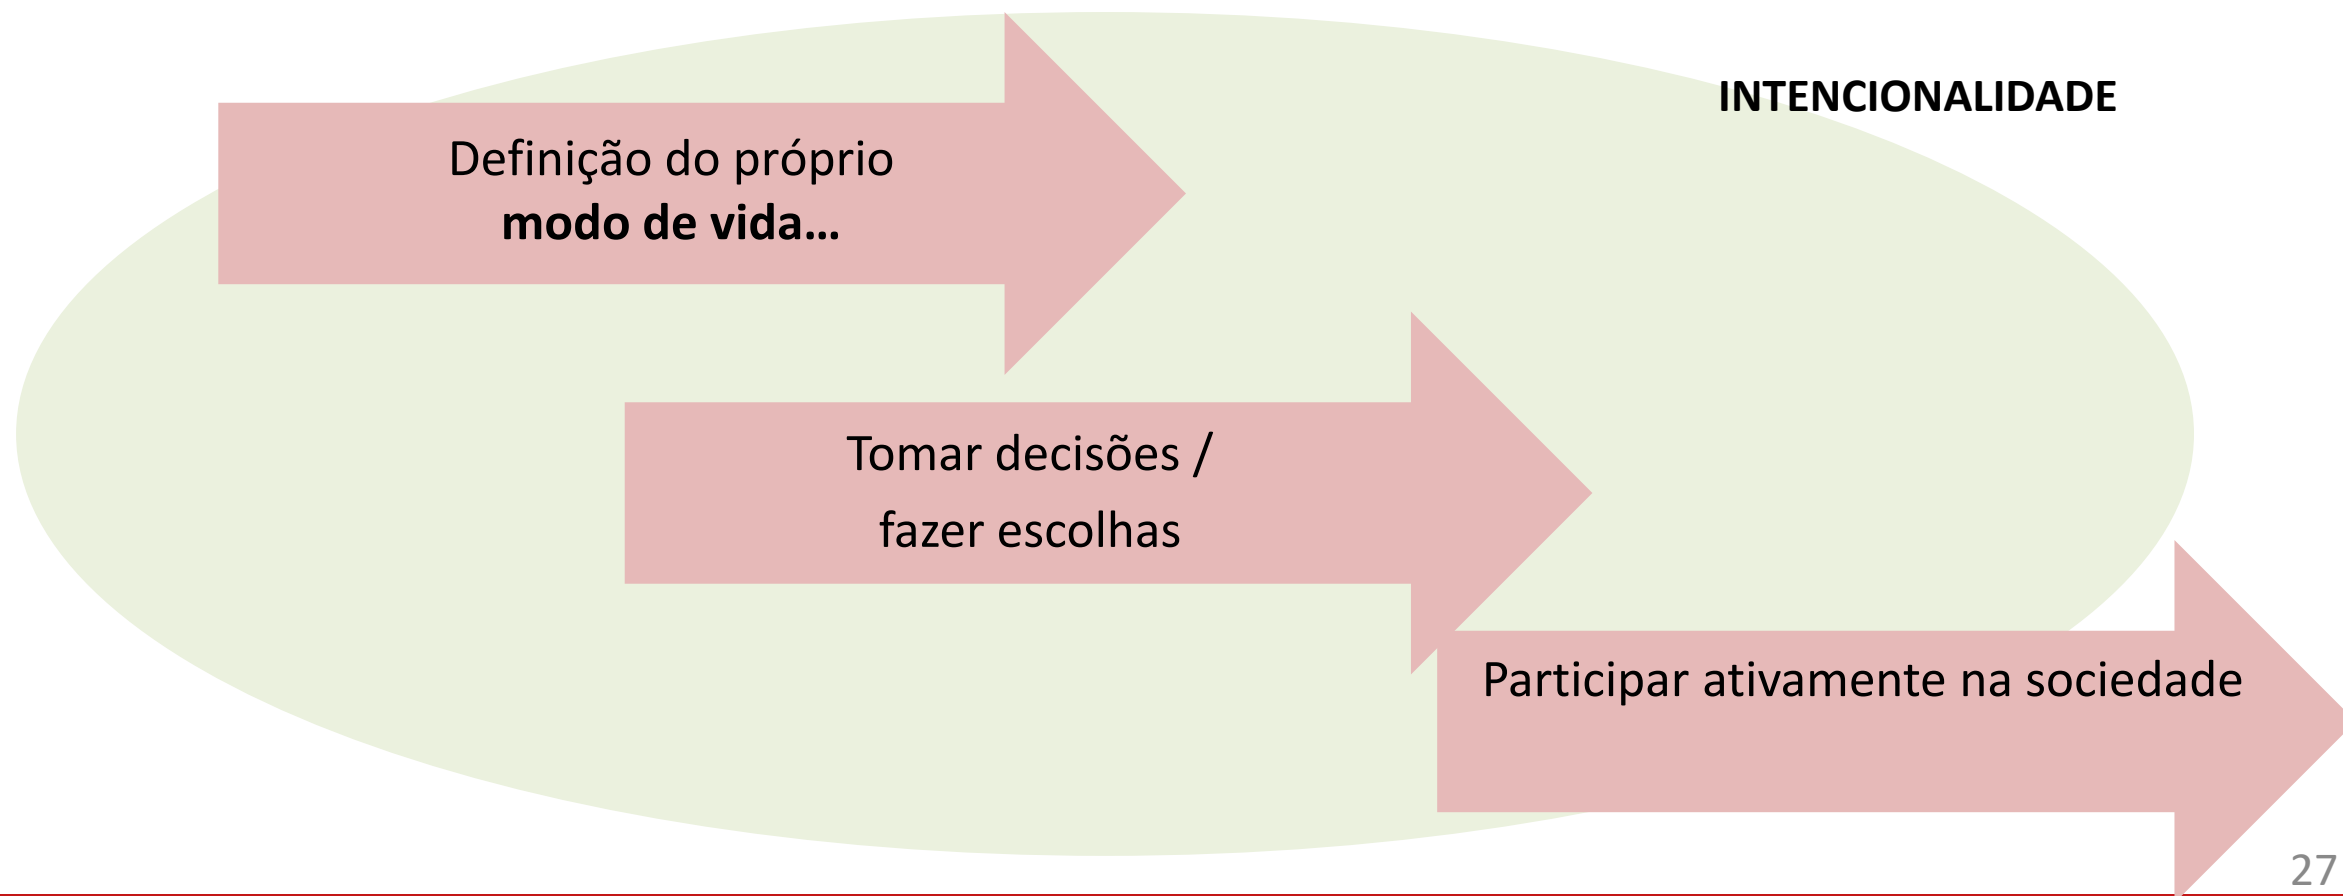 INTENCIONALIDADE
Definição do próprio
modo de vida...
Tomar decisões /
fazer escolhas
Participar ativamente na sociedade
27